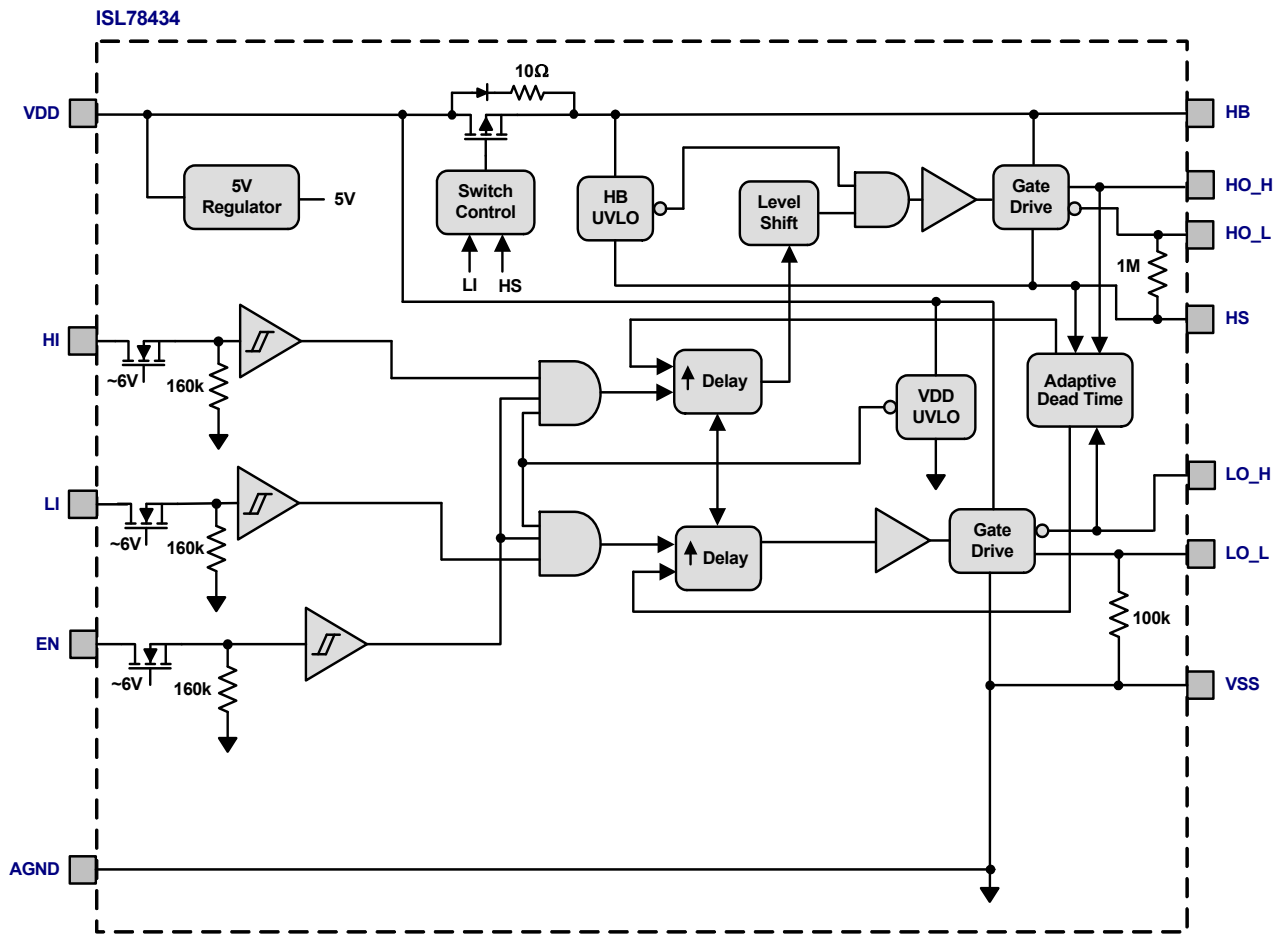 ISL78434
10Ω
VDD
HB
5V
Regulator
5V
Switch
Control
LI
HS
HB
UVLO
Level
Shift
Gate
Drive
HO_H
HO_L
1M
HS
HI
~6V
160k
Delay
VDD
UVLO
Adaptive
Dead Time
LI
~6V
160k
Delay
Gate
Drive
LO_H
LO_L
100k
EN
~6V
160k
VSS
AGND